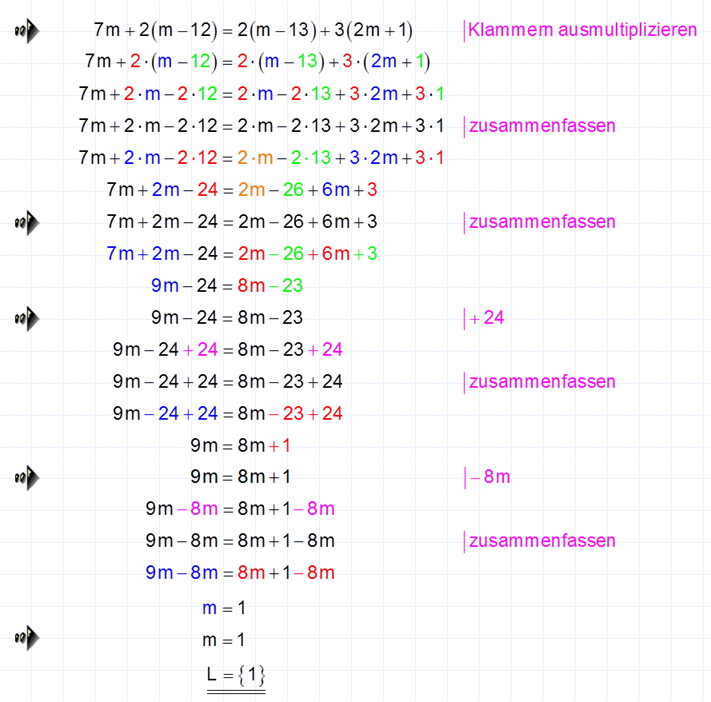 7m+2(m−12)=2(m−13)+3(2m+1) |Klammern ausmultiplizieren
7m+2·(m−12)=2·(m−13)+3·(2m+1)
7m+2·m−2·12=2·m−2·13+3·2m+3·1
7m+2·m−2·12=2·m−2·13+3·2m+3·1 |zusammenfassen
7m+2·m−2·12=2·m−2·13+3·2m+3·1
7m+2m−24=2m−26+6m+3
7m+2m−24=2m−26+6m+3 |zusammenfassen
7m+2m−24=2m−26+6m+3
9m−24=8m−23
9m−24=8m−23 |+24
9m−24+24=8m−23+24
9m−24+24=8m−23+24 |zusammenfassen
9m−24+24=8m−23+24
9m=8m+1
9m=8m+1 |−8m
9m−8m=8m+1−8m
9m−8m=8m+1−8m |zusammenfassen
9m−8m=8m+1−8m
m=1
m=1
L={1}